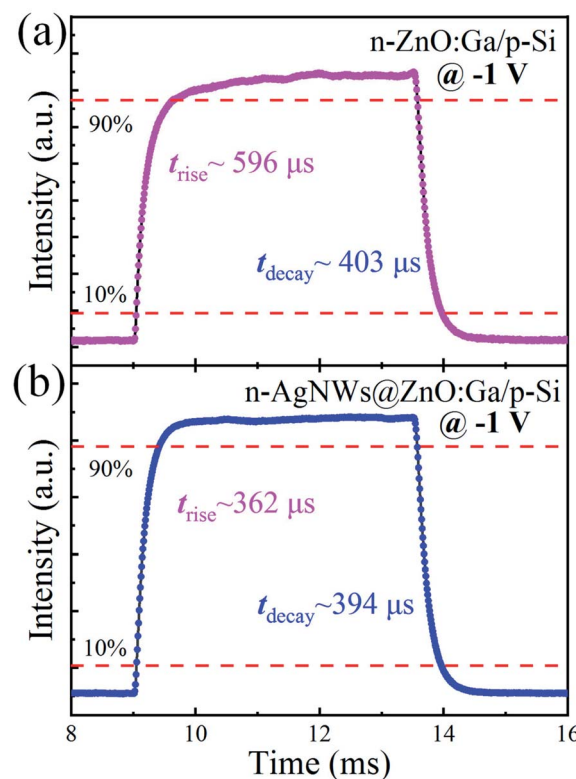 (a)
n-ZnO:Ga/p-Si
@ -1 V
90%
t_rise~ 596 μs
t_decay~ 403 μs
10%
Intensity (a.u.)
(b)
n-AgNWs@ZnO:Ga/p-Si
@ -1 V
90%
t_rise~362 μs
t_decay~394 μs
10%
Intensity (a.u.)
8 10 12 14 16
Time (ms)